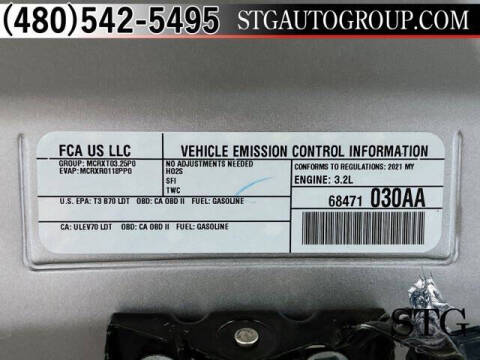 (480)542-5495 STGAUTOGROUP.COM
FCA US LLC
VEHICLE EMISSION CONTROL INFORMATION
GROUP: MCRXT03.25P0
EVAP: MCRXR0118PP0
NO ADJUSTMENTS NEEDED
HO2S
SFI
TWC
CONFORMS TO REGULATIONS: 2021 MY
ENGINE: 3.2L
U.S. EPA: T3 B70 LDT OBD: CA OBD II FUEL: GASOLINE
68471 030AA
CA: ULEV70 LDT OBD: CA OBD II FUEL: GASOLINE
STG